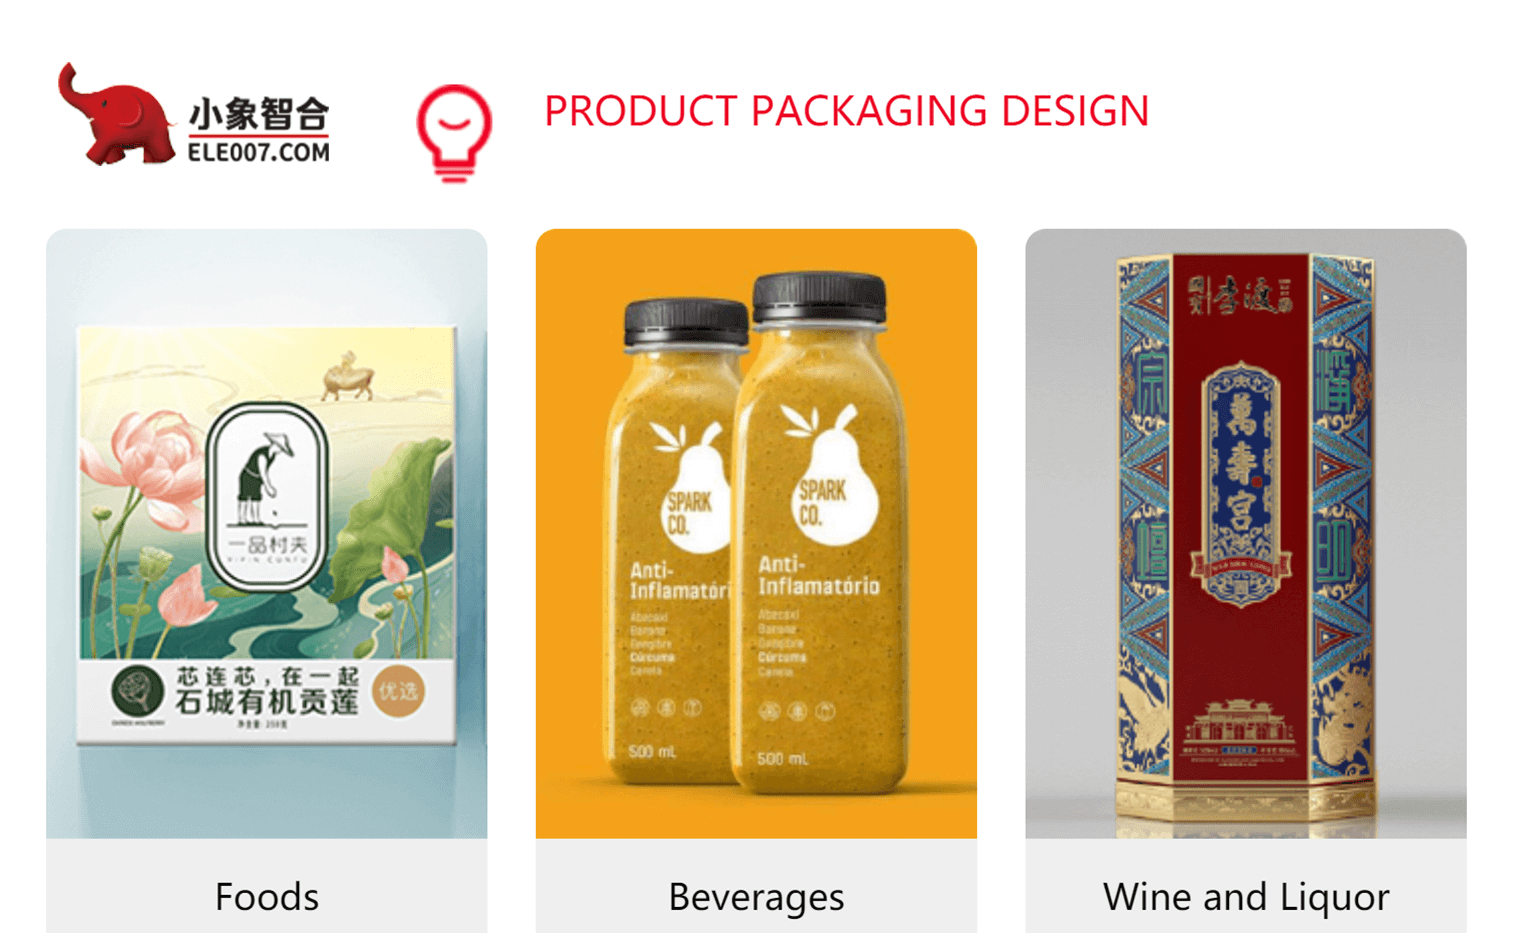 小象智合
ELE007.COM
PRODUCT PACKAGING DESIGN
一品村夫
YIPIN CUNFU
芯连芯，在一起
石城有机贡莲
优选
净含量: 250克
SPARK
CO.
Anti-
Inflamatóri
Abacaxi
Banana
Gengibre
Cúrcuma
Canela
500 mL
SPARK
CO.
Anti-
Inflamatório
Abacaxi
Banana
Gengibre
Cúrcuma
Canela
500 mL
李渡
萬壽宮
Foods
Beverages
Wine and Liquor